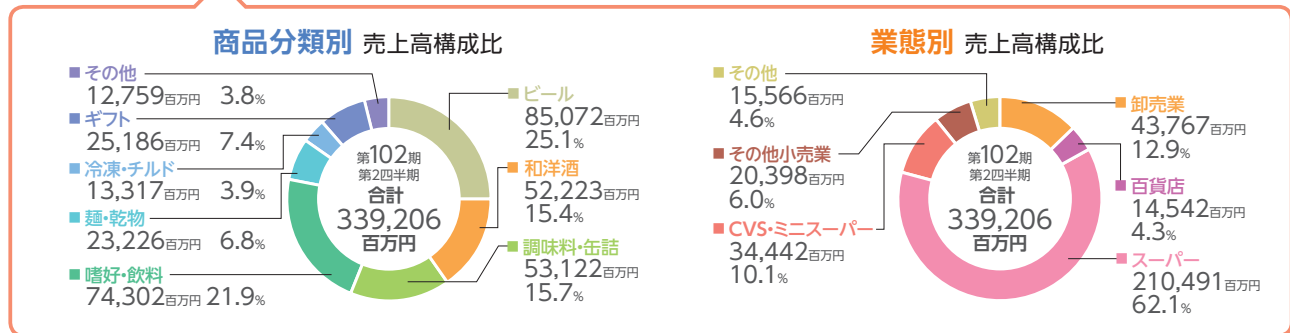 商品分類別 売上高構成比
その他
12,759百万円 3.8%
ギフト
25,186百万円 7.4%
冷凍・チルド
13,317百万円 3.9%
麺・乾物
23,226百万円 6.8%
嗜好・飲料
74,302百万円 21.9%
第102期
第2四半期
合計
339,206
百万円
ビール
85,072百万円
25.1%
和洋酒
52,223百万円
15.4%
調味料・缶詰
53,122百万円
15.7%
業態別 売上高構成比
その他
15,566百万円
4.6%
その他小売業
20,398百万円
6.0%
CVS・ミニスーパー
34,442百万円
10.1%
第102期
第2四半期
合計
339,206
百万円
卸売業
43,767百万円
12.9%
百貨店
14,542百万円
4.3%
スーパー
210,491百万円
62.1%